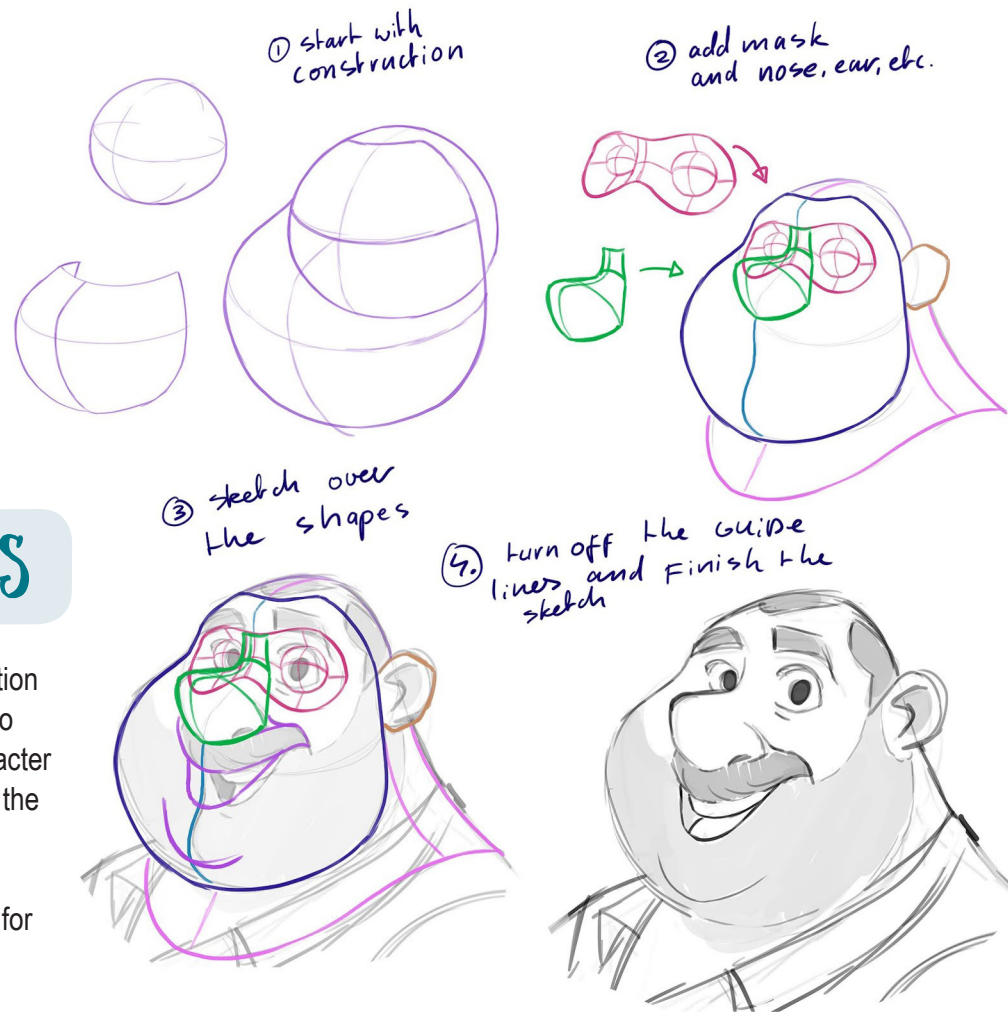 ① start with
construction
② add mask
and nose, ear, etc.
③ sketch over
the shapes
4. turn off the GUIDE
lines and Finish the
sketch
S
tion
o
acter
the
for